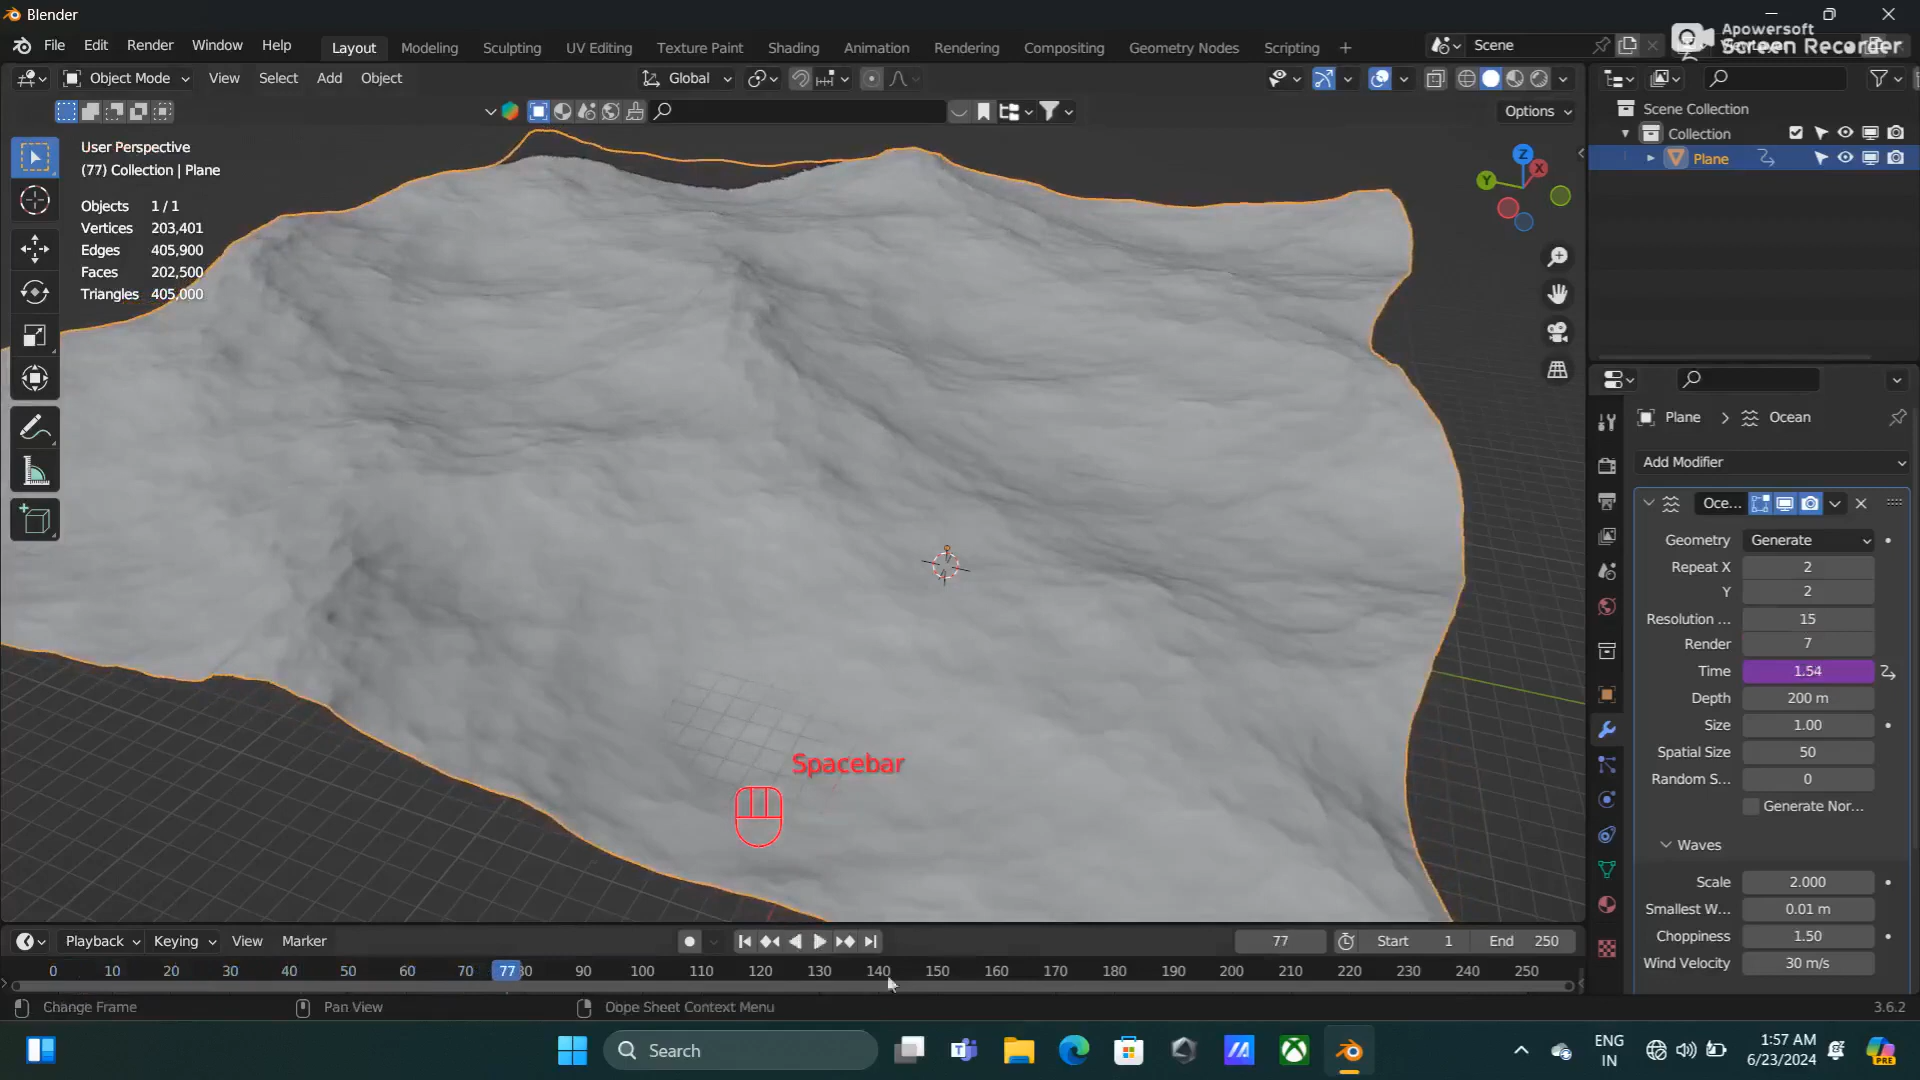 Blender
File Edit Render Window Help
Layout Modeling Sculpting UV Editing Texture Paint Shading Animation Rendering Compositing Geometry Nodes Scripting
Scene
Apowersoft
Screen Recorder
Object Mode View Select Add Object
Global
Options
User Perspective
(77) Collection | Plane
Objects 1 / 1
Vertices 203,401
Edges 405,900
Faces 202,500
Triangles 405,000
Z
X
Y
Scene Collection
Collection
Plane
Plane > Ocean
Add Modifier
Oce...
Geometry Generate
Repeat X 2
Y 2
Resolution ... 15
Render 7
Time 1.54
Depth 200 m
Size 1.00
Spatial Size 50
Random S... 0
Generate Nor...
Waves
Scale 2.000
Smallest W... 0.01 m
Choppiness 1.50
Wind Velocity 30 m/s
Spacebar
Playback Keying View Marker
77 Start 1 End 250
0 10 20 30 40 50 60 70 77 80 90 100 110 120 130 140 150 160 170 180 190 200 210 220 230 240 250
Change Frame Pan View Dope Sheet Context Menu 3.6.2
Search
ENG
IN
1:57 AM
6/23/2024
PRE